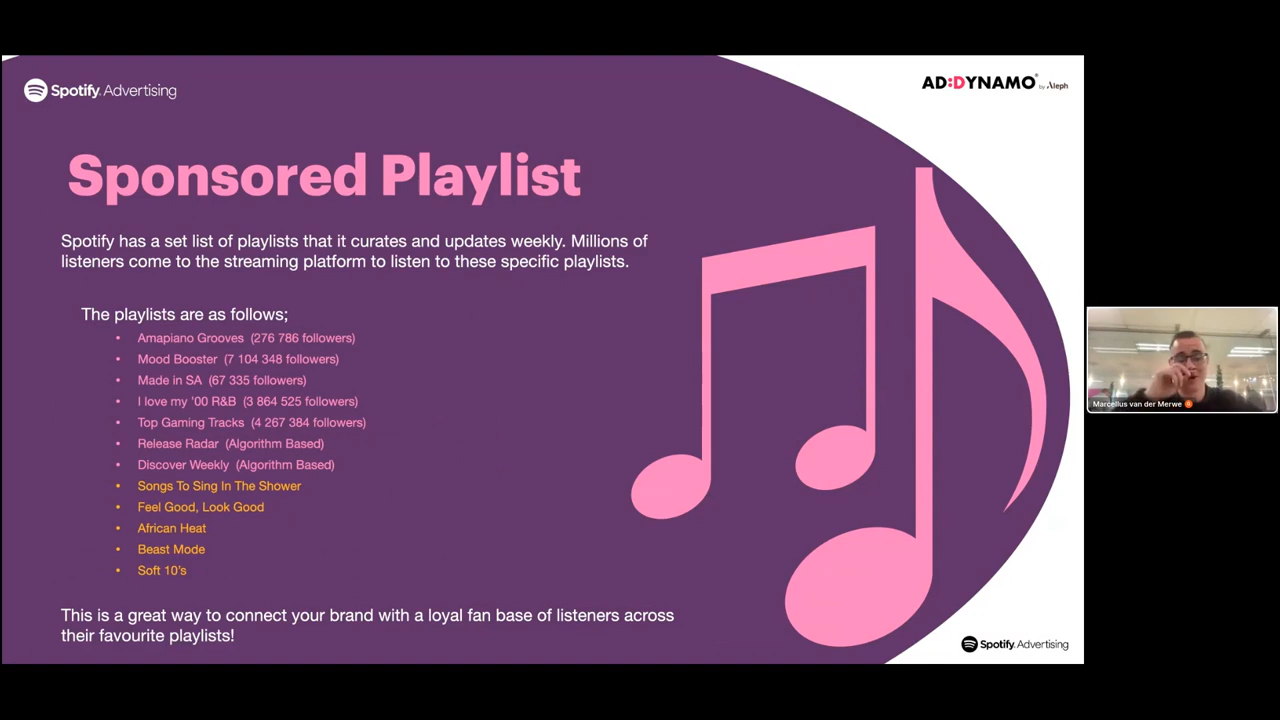 Spotify Advertising
AD:DYNAMO by Aleph
Sponsored Playlist
Spotify has a set list of playlists that it curates and updates weekly. Millions of
listeners come to the streaming platform to listen to these specific playlists.
The playlists are as follows;
• Amapiano Grooves (276 786 followers)
• Mood Booster (7 104 348 followers)
• Made in SA (67 335 followers)
• I love my ’00 R&B (3 864 525 followers)
• Top Gaming Tracks (4 267 384 followers)
• Release Radar (Algorithm Based)
• Discover Weekly (Algorithm Based)
• Songs To Sing In The Shower
• Feel Good, Look Good
• African Heat
• Beast Mode
• Soft 10’s
This is a great way to connect your brand with a loyal fan base of listeners across
their favourite playlists!
Spotify Advertising
Marcellus van der Merwe